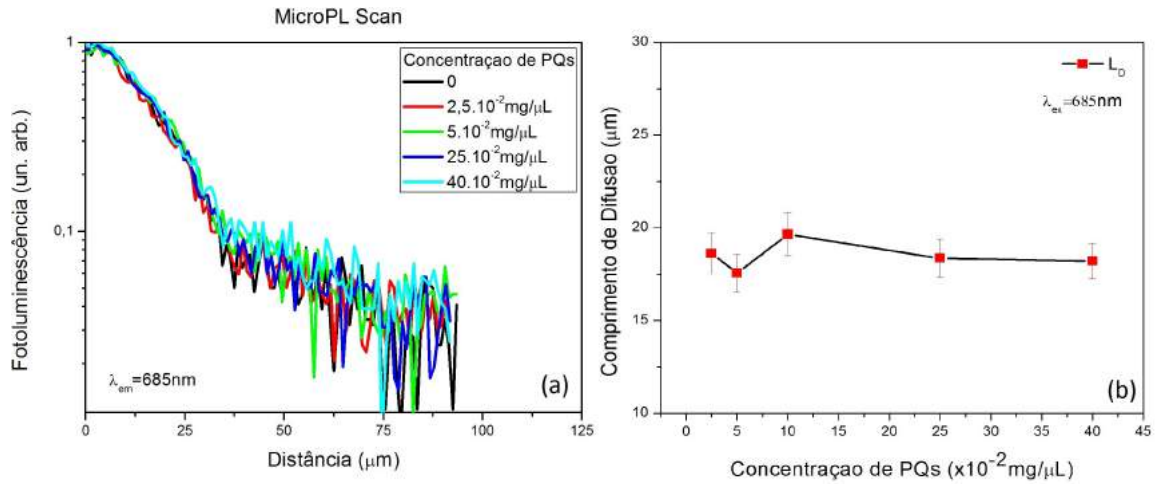 MicroPL Scan
Fotoluminescência (un. arb.)
1
0,1
Concentraçao de PQs
0
2,5.10⁻²mg/μL
5.10⁻²mg/μL
25.10⁻²mg/μL
40.10⁻²mg/μL
λem=685nm
(a)
0 25 50 75 100 125
Distância (μm)
Comprimento de Difusao (μm)
30
25
20
15
10
L_D
λex=685nm
(b)
0 5 10 15 20 25 30 35 40 45
Concentraçao de PQs (x10⁻²mg/μL)